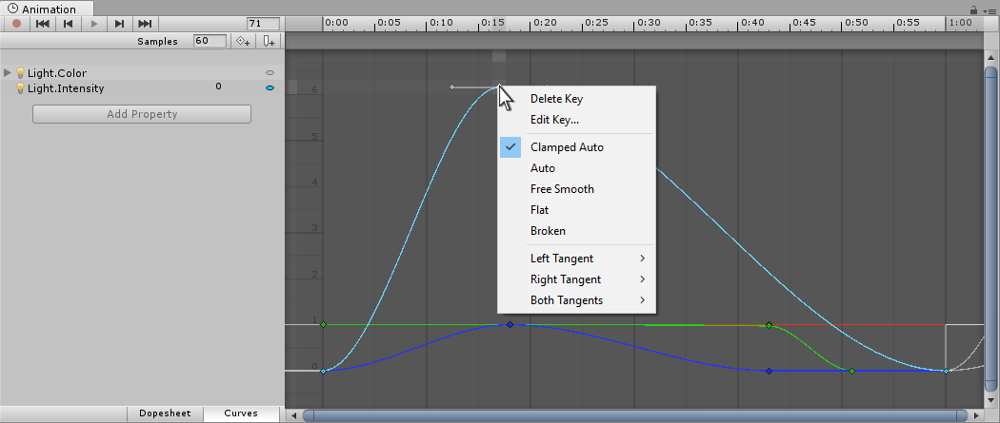 Animation
71
0:00 0:05 0:10 0:15 0:20 0:25 0:30 0:35 0:40 0:45 0:50 0:55 1:00
Samples 60
Light.Color
Light.Intensity 0
Add Property
6
5
4
3
2
1
0
Delete Key
Edit Key...
Clamped Auto
Auto
Free Smooth
Flat
Broken
Left Tangent
Right Tangent
Both Tangents
Dopesheet Curves